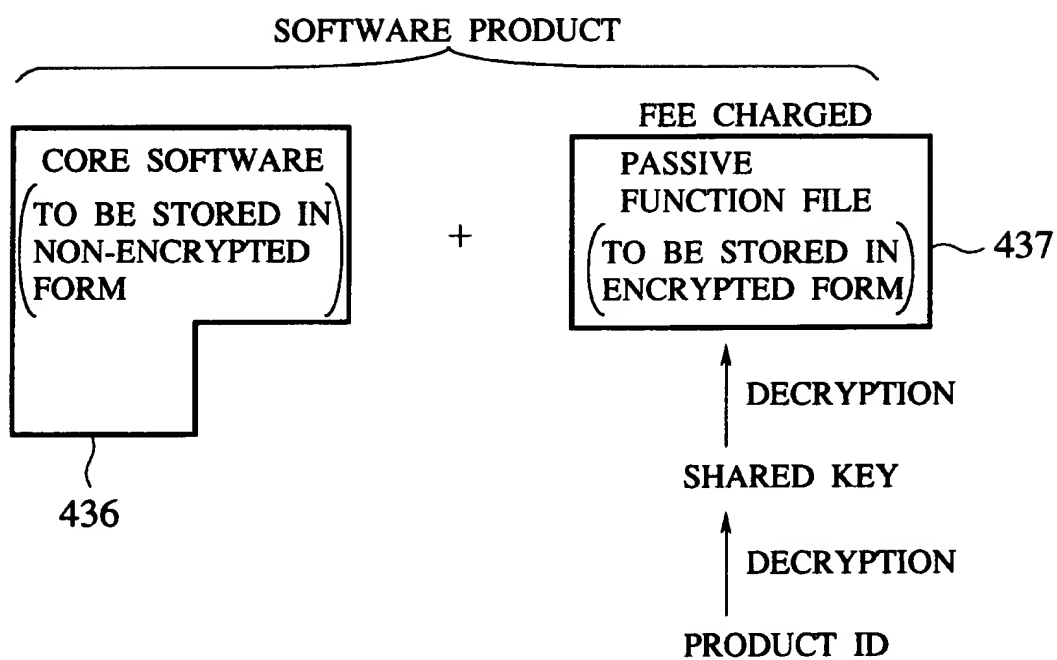 SOFTWARE PRODUCT
CORE SOFTWARE
(TO BE STORED IN
NON-ENCRYPTED
FORM)
436
+
FEE CHARGED
PASSIVE
FUNCTION FILE
(TO BE STORED IN
ENCRYPTED FORM)
437
DECRYPTION
SHARED KEY
DECRYPTION
PRODUCT ID